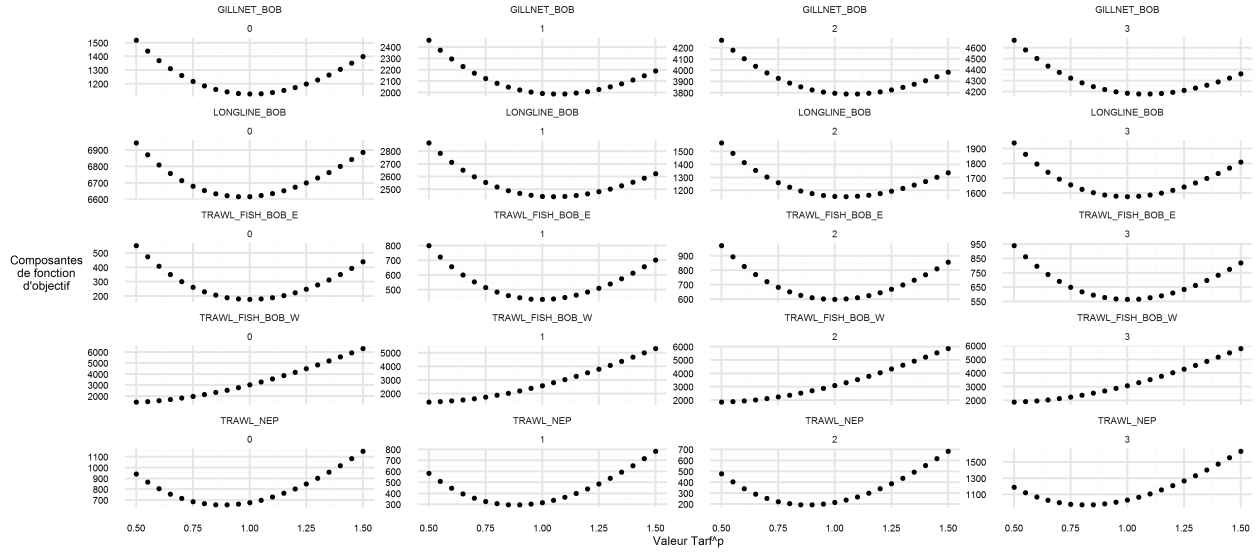 GILLNET_BOB GILLNET_BOB GILLNET_BOB GILLNET_BOB
0 1 2 3
1500 2400 4200 4600
1400 2300 4100 4500
1300 2200 4000 4400
1200 2100 3900 4300
2000 3800 4200
LONGLINE_BOB LONGLINE_BOB LONGLINE_BOB LONGLINE_BOB
0 1 2 3
6900 2800 1500 1900
6800 2700 1400 1800
6700 2600 1300 1700
6600 2500 1200 1600
TRAWL_FISH_BOB_E TRAWL_FISH_BOB_E TRAWL_FISH_BOB_E TRAWL_FISH_BOB_E
0 1 2 3
500 800 900 950
400 700 800 850
300 600 700 750
200 500 600 650
550
Composantes
de fonction
d'objectif
TRAWL_FISH_BOB_W TRAWL_FISH_BOB_W TRAWL_FISH_BOB_W TRAWL_FISH_BOB_W
0 1 2 3
6000 5000 6000 6000
5000 4000 5000 5000
4000 3000 4000 4000
3000 2000 3000 3000
2000 2000 2000
TRAWL_NEP TRAWL_NEP TRAWL_NEP TRAWL_NEP
0 1 2 3
1100 800 700 1500
1000 700 600 1300
900 600 500 1100
800 500 400
700 400 300
300 200
0.50 0.75 1.00 1.25 1.50 0.50 0.75 1.00 1.25 1.50 0.50 0.75 1.00 1.25 1.50 0.50 0.75 1.00 1.25 1.50
Valeur Tarf^p